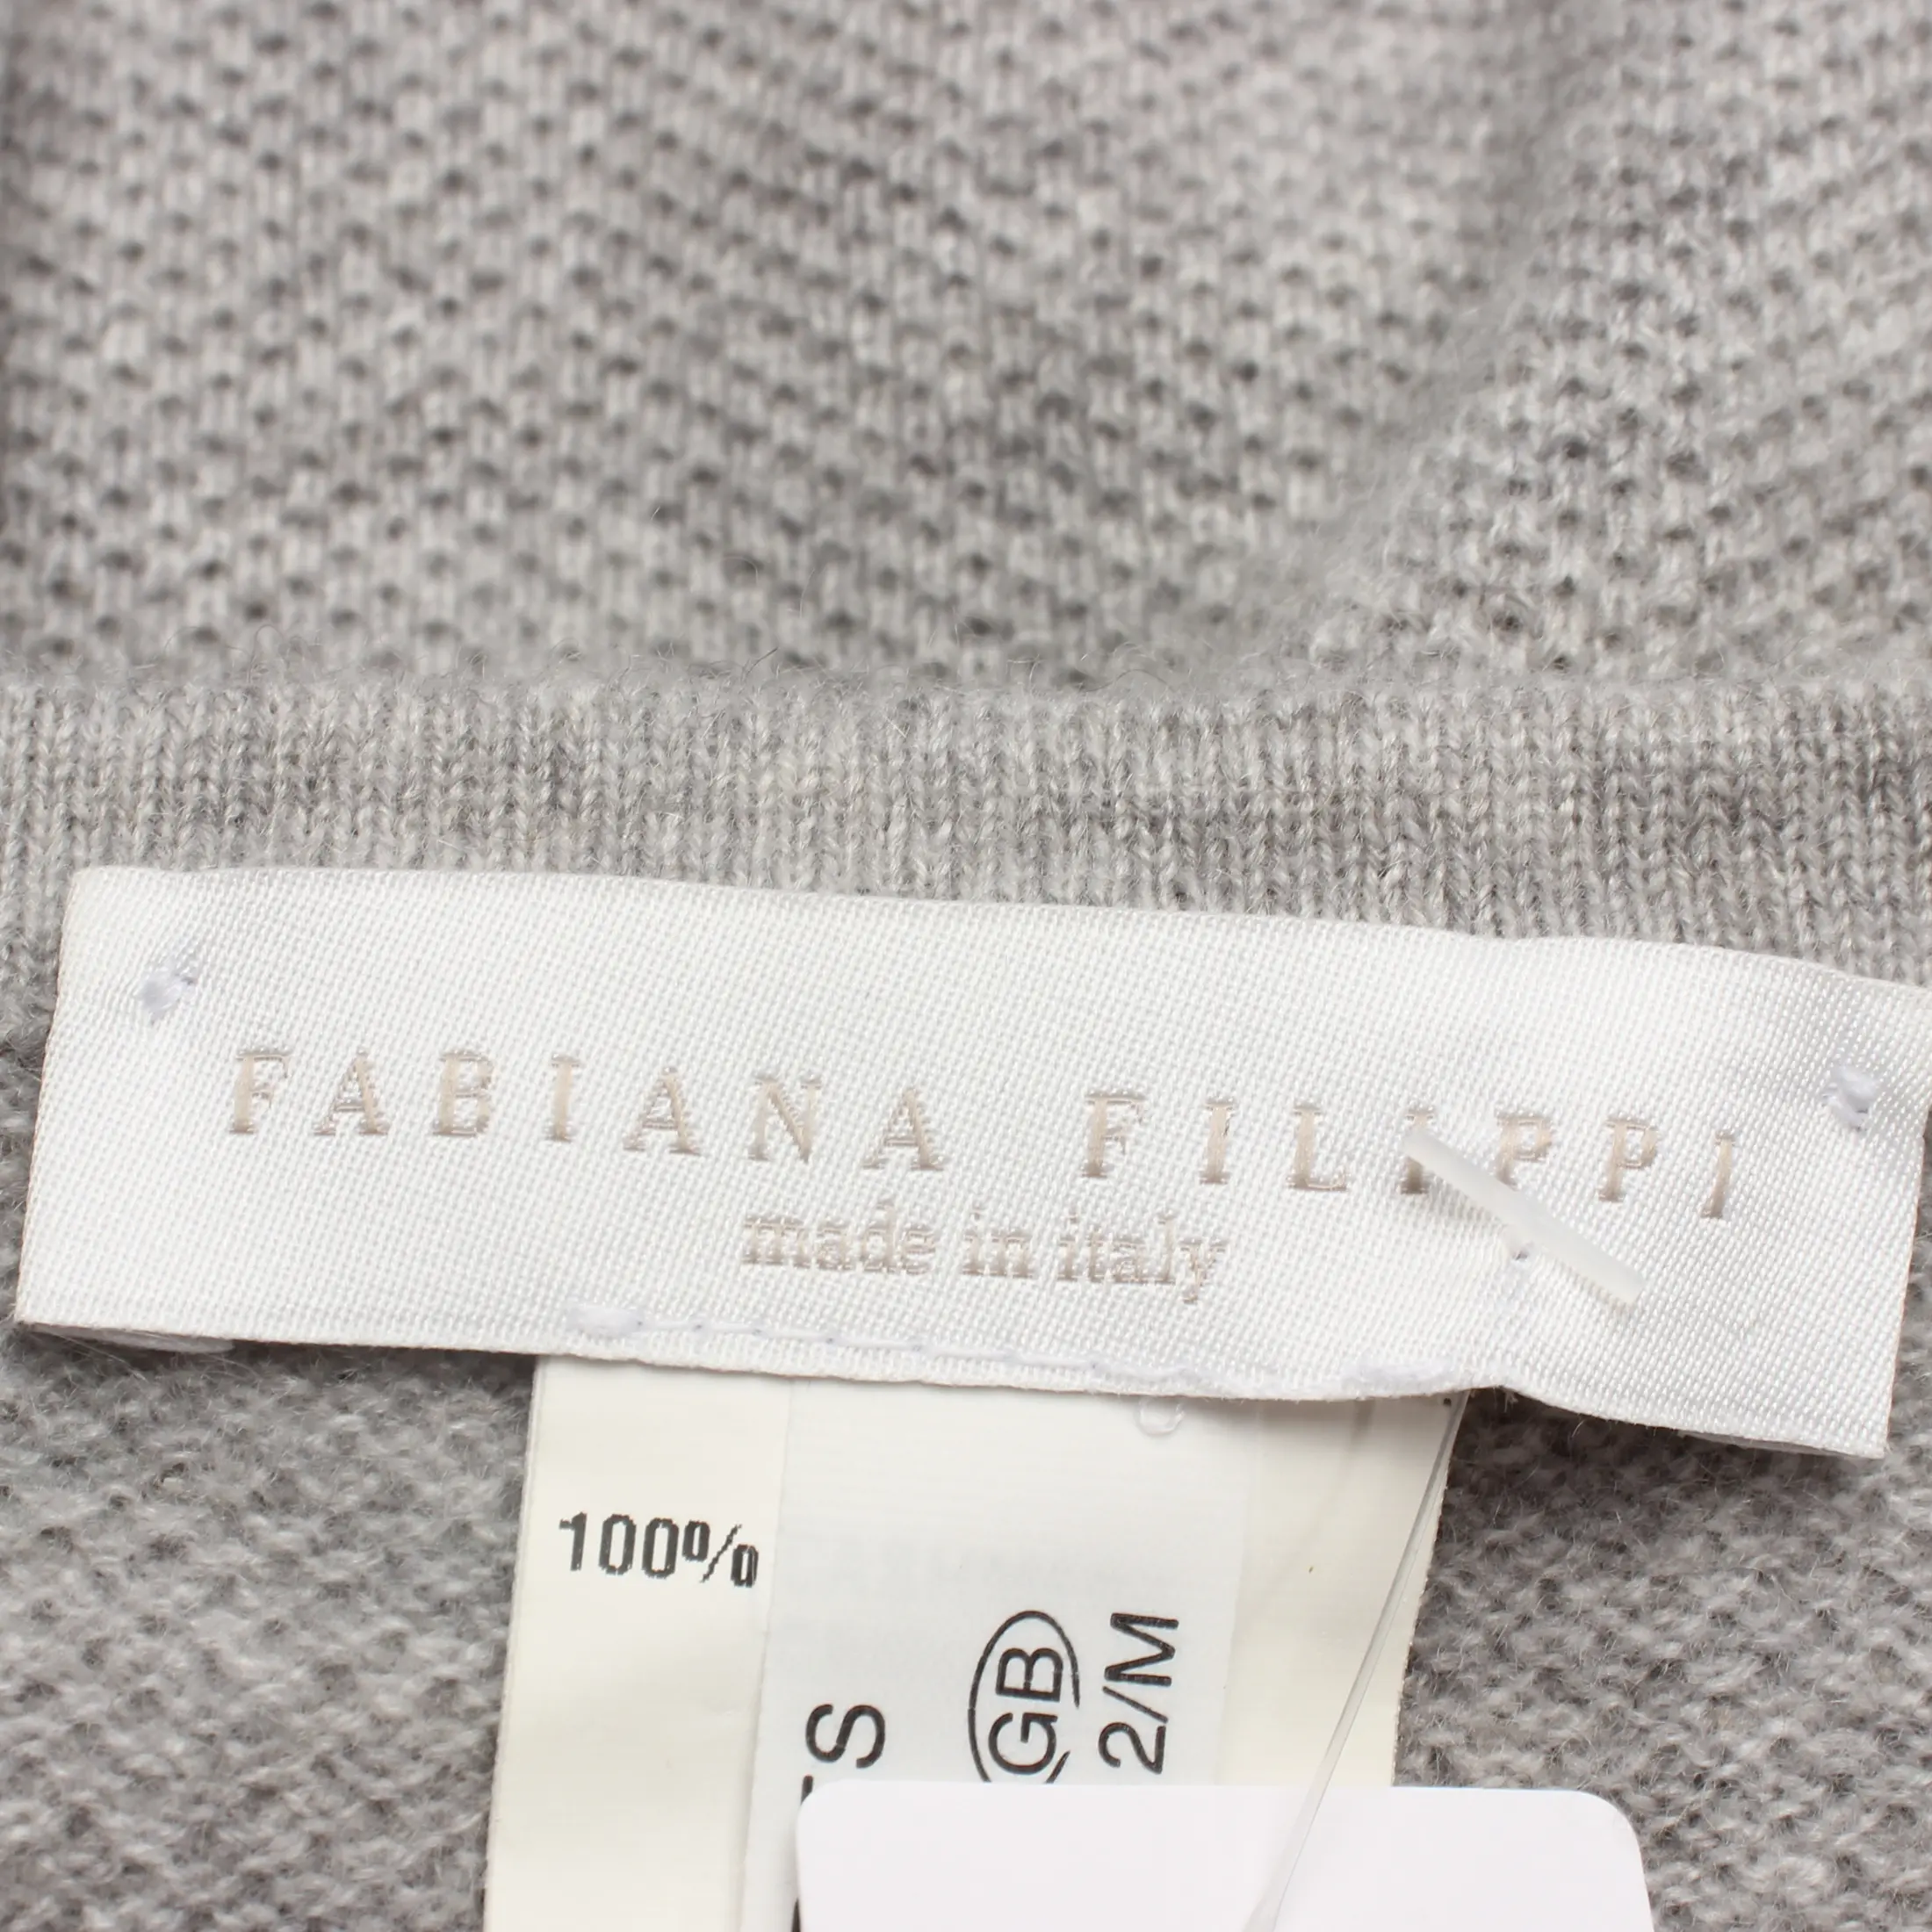 FABIANA FILIPPI
made in italy
100%
GB
2/M